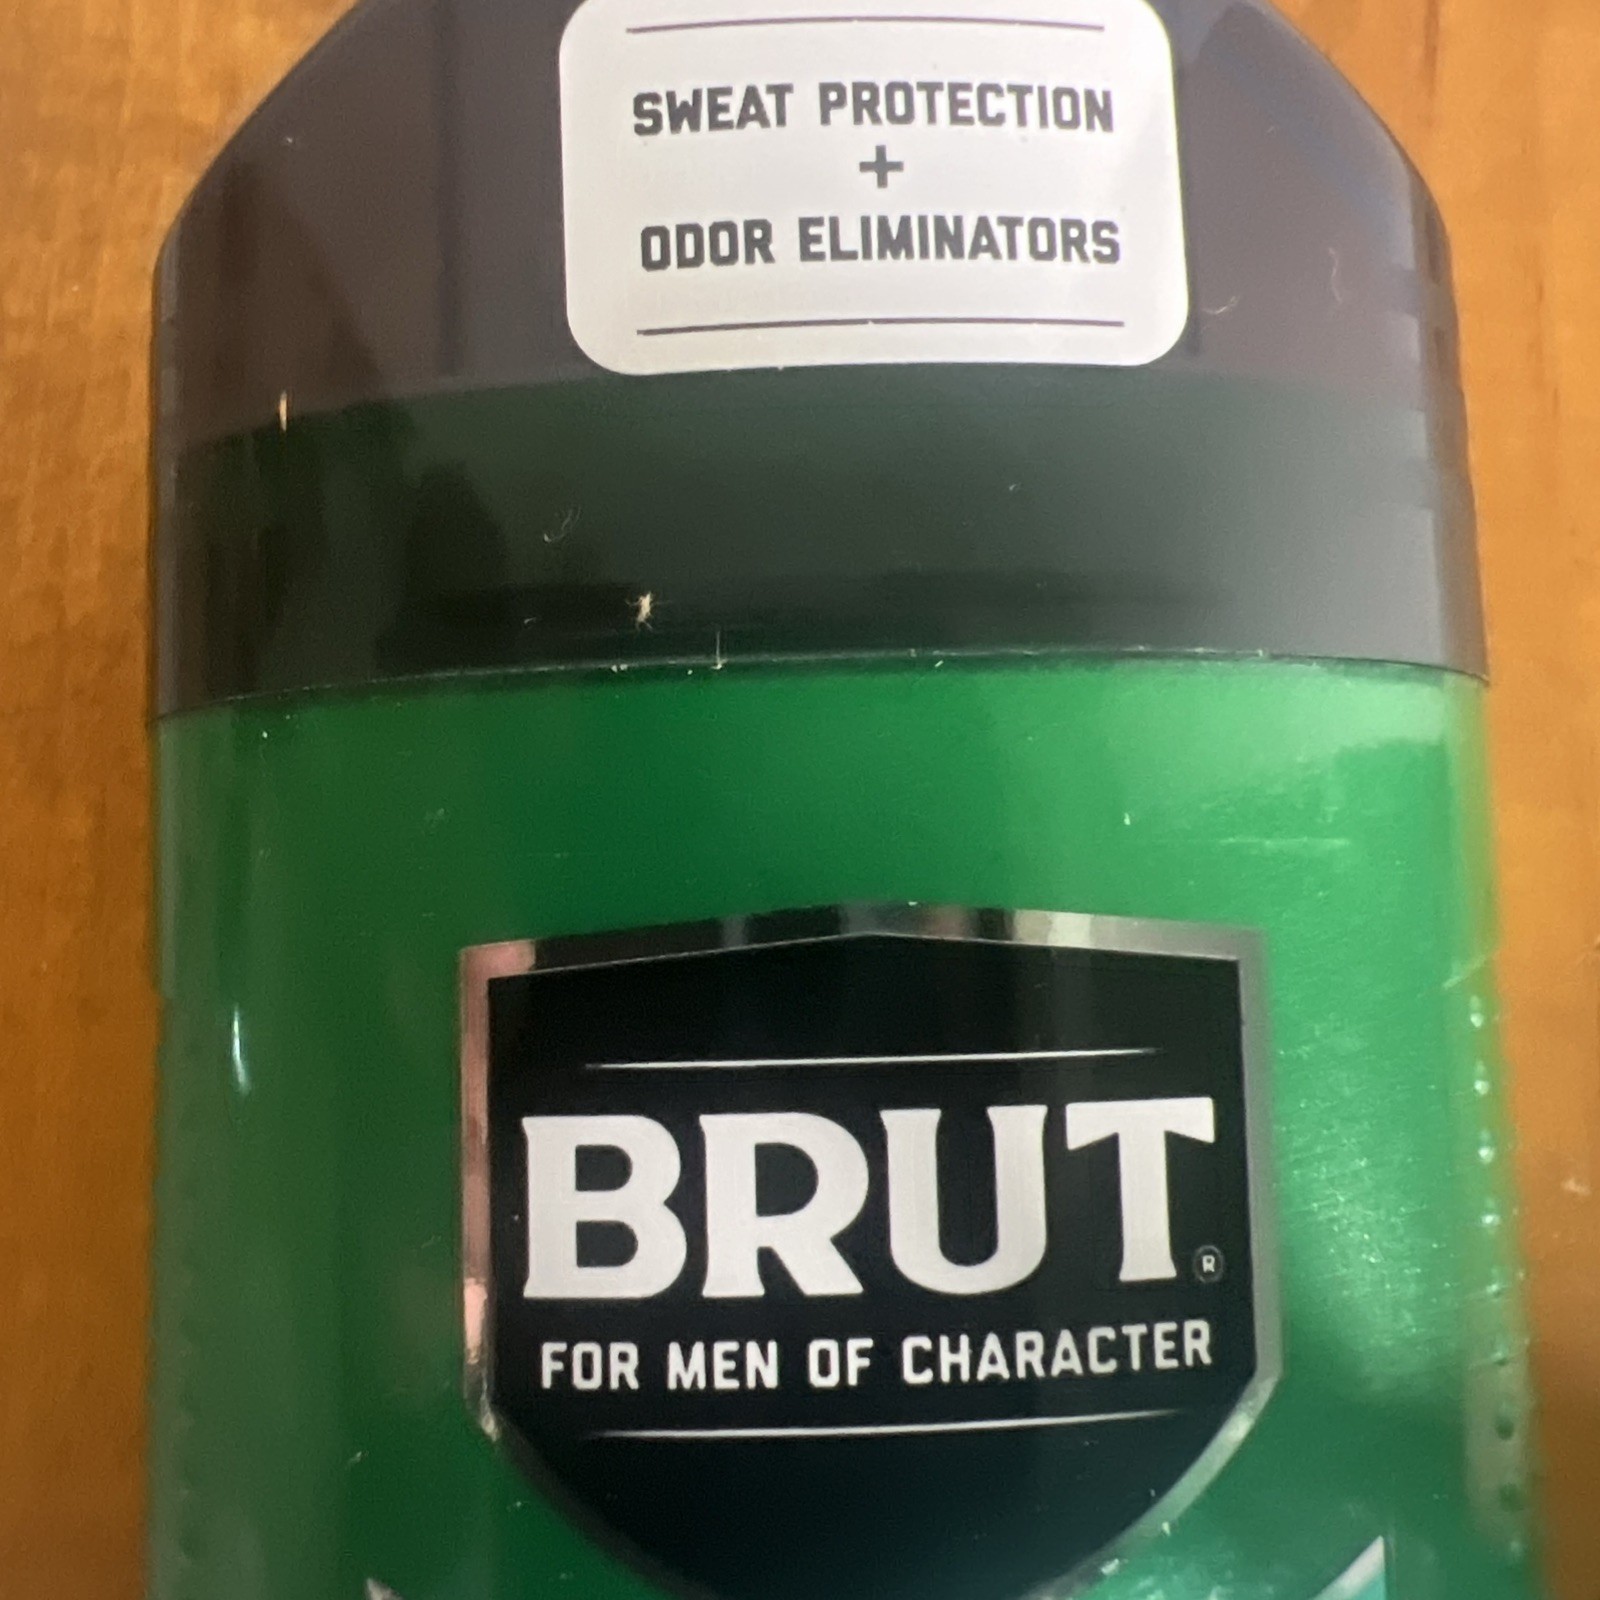 SWEAT PROTECTION
+
ODOR ELIMINATORS
BRUT®
FOR MEN OF CHARACTER